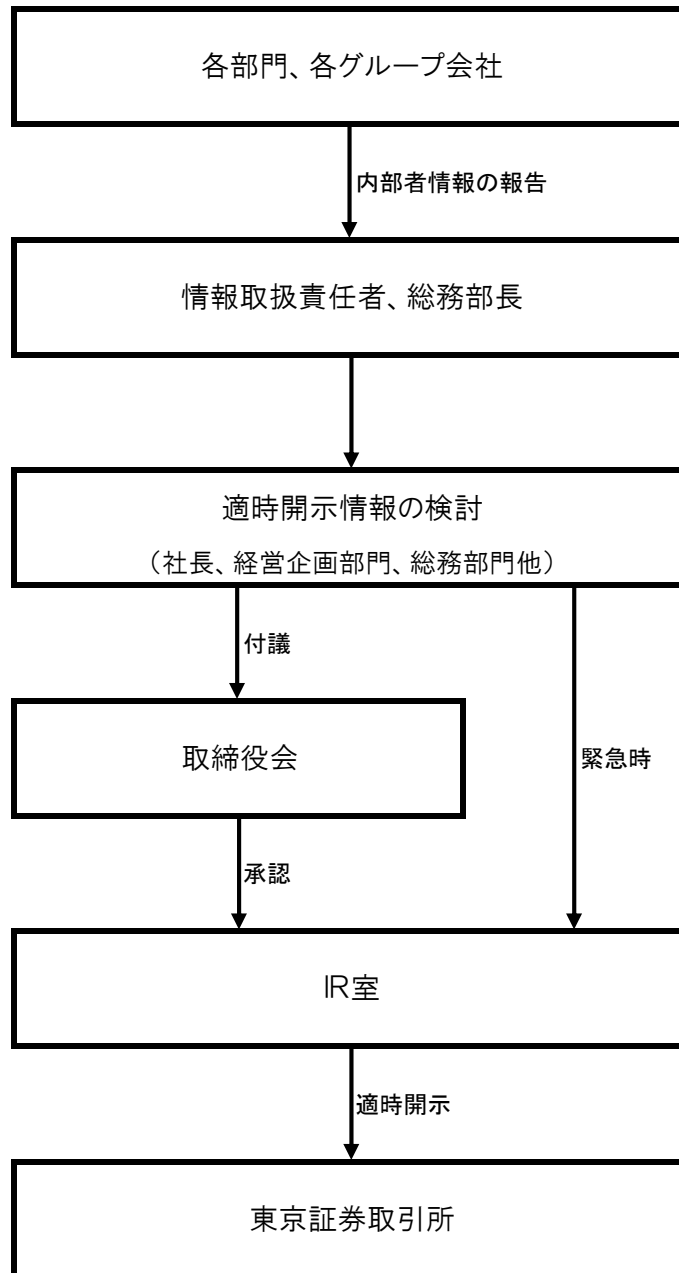 各部門、各グループ会社
内部者情報の報告
情報取扱責任者、総務部長
適時開示情報の検討
（社長、経営企画部門、総務部門他）
付議
取締役会
緊急時
承認
IR室
適時開示
東京証券取引所